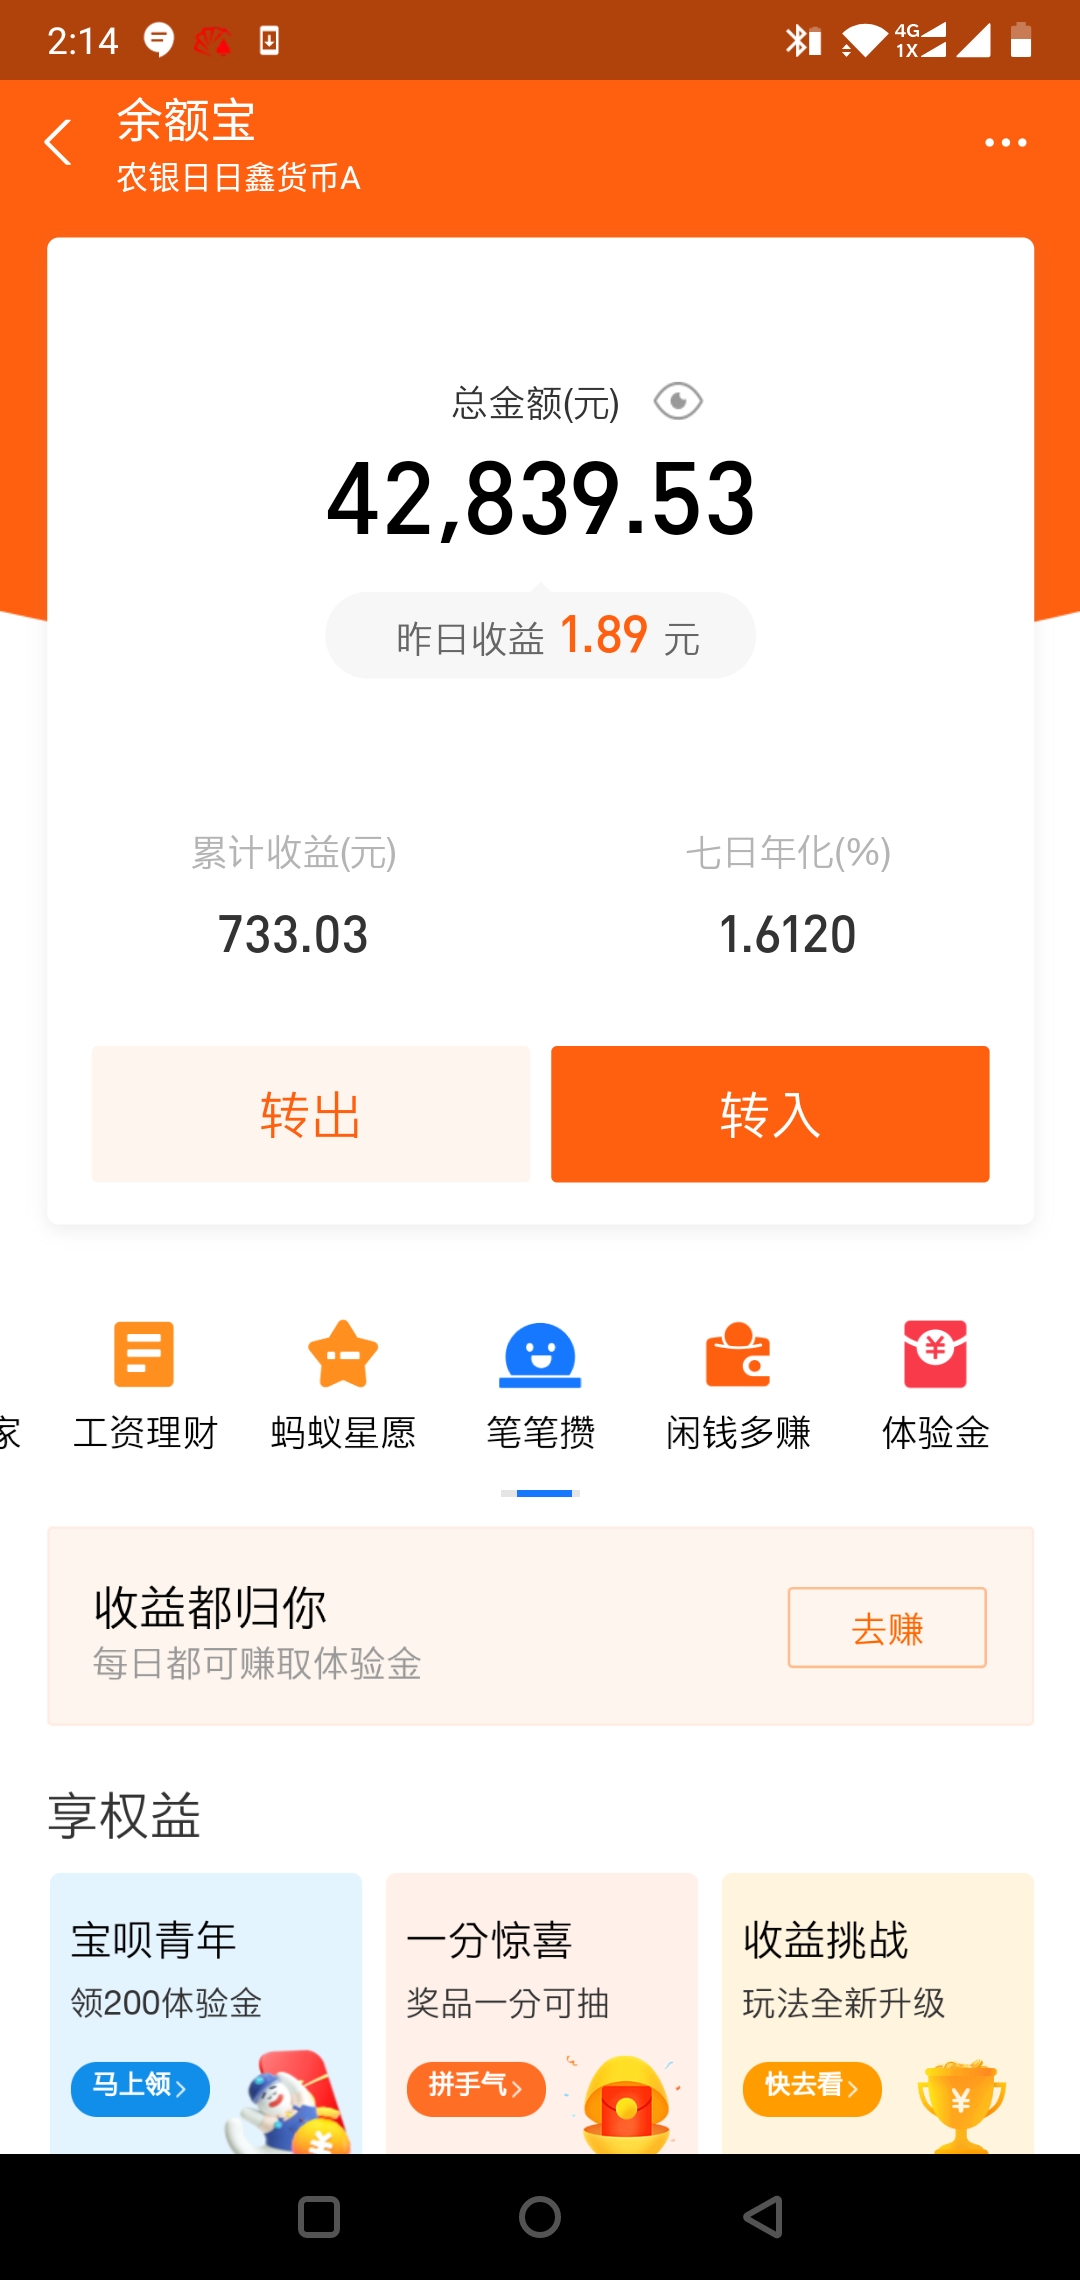 2:14
4G
1X
余额宝
农银日日鑫货币A
总金额(元)
42,839.53
昨日收益 1.89 元
累计收益(元) 七日年化(%)
733.03 1.6120
转出 转入
家 工资理财 蚂蚁星愿 笔笔攒 闲钱多赚 体验金
收益都归你
每日都可赚取体验金
去赚
享权益
宝呗青年
领200体验金
马上领
一分惊喜
奖品一分可抽
拼手气
收益挑战
玩法全新升级
快去看